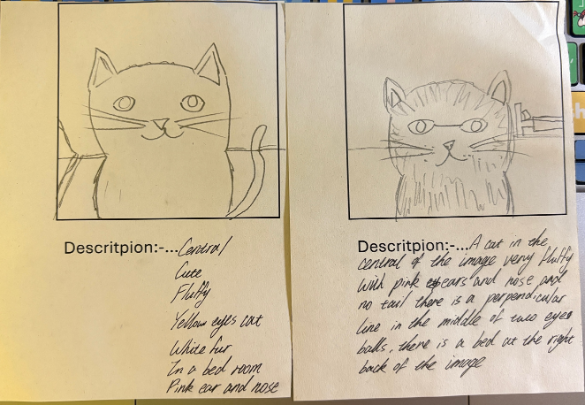 Descritpion:-...Central
Cute
Fluffy
Yellow eyes cat
White fur
In a bed room
Pink ear and nose
Descritpion:-...A cat in the
central of the image very fluffy
with pink ears and nose and
no tail there is a perpendicular
line in the middle of two eyes
balls, there is a bed at the right
back of the image